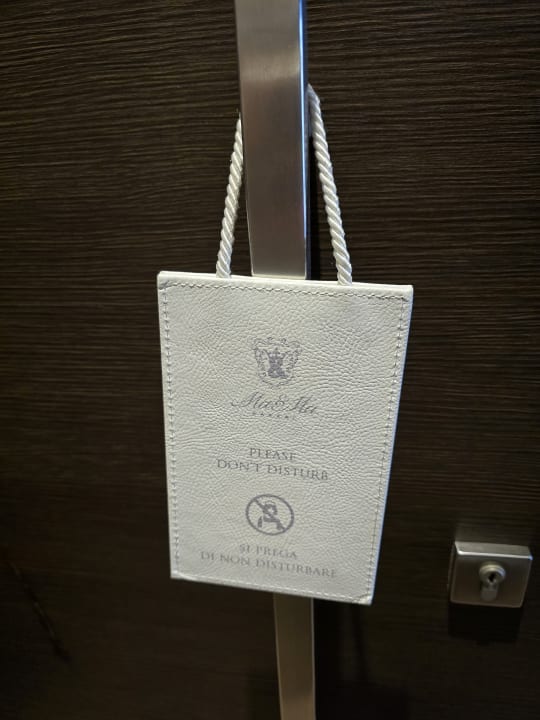 Ma&Ma
PLEASE
DON'T DISTURB
SI PREGA
DI NON DISTURBARE